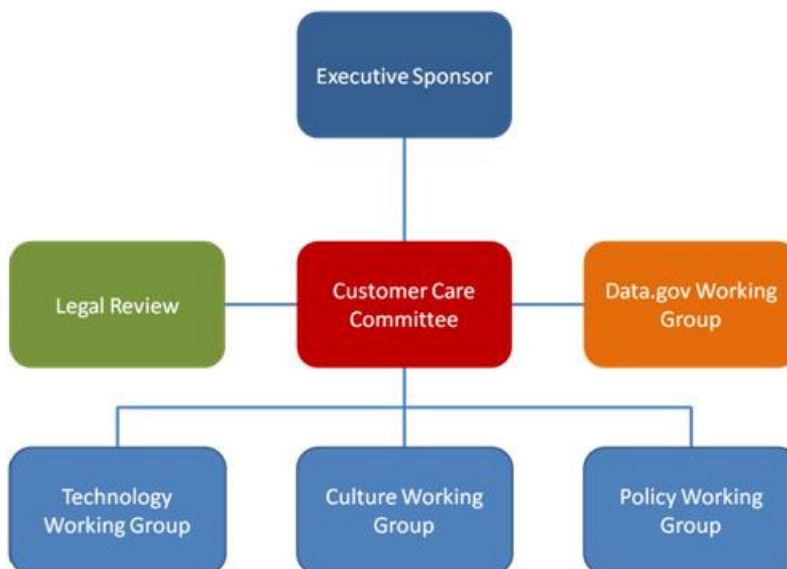 Executive Sponsor
Legal Review
Customer Care
Committee
Data.gov Working
Group
Technology
Working Group
Culture Working
Group
Policy Working
Group